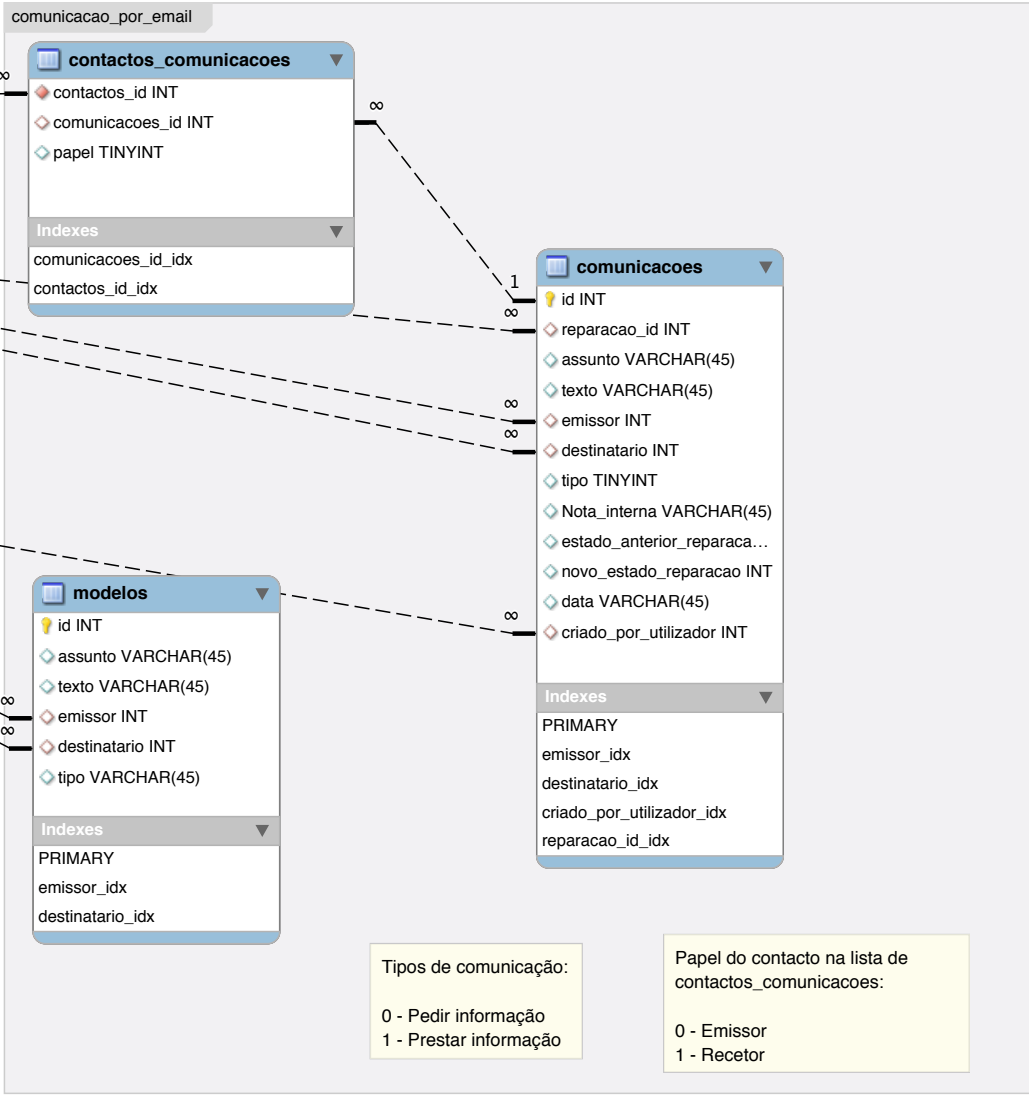 comunicacao_por_email
contactos_comunicacoes
∞
contactos_id INT
comunicacoes_id INT
papel TINYINT
Indexes
comunicacoes_id_idx
contactos_id_idx
∞
1
∞
comunicacoes
id INT
reparacao_id INT
assunto VARCHAR(45)
texto VARCHAR(45)
∞
emissor INT
∞
destinatario INT
tipo TINYINT
Nota_interna VARCHAR(45)
estado_anterior_reparaca…
novo_estado_reparacao INT
data VARCHAR(45)
∞
criado_por_utilizador INT
Indexes
PRIMARY
emissor_idx
destinatario_idx
criado_por_utilizador_idx
reparacao_id_idx
modelos
id INT
assunto VARCHAR(45)
texto VARCHAR(45)
∞
emissor INT
∞
destinatario INT
tipo VARCHAR(45)
Indexes
PRIMARY
emissor_idx
destinatario_idx
Tipos de comunicação:
0 - Pedir informação
1 - Prestar informação
Papel do contacto na lista de
contactos_comunicacoes:
0 - Emissor
1 - Recetor